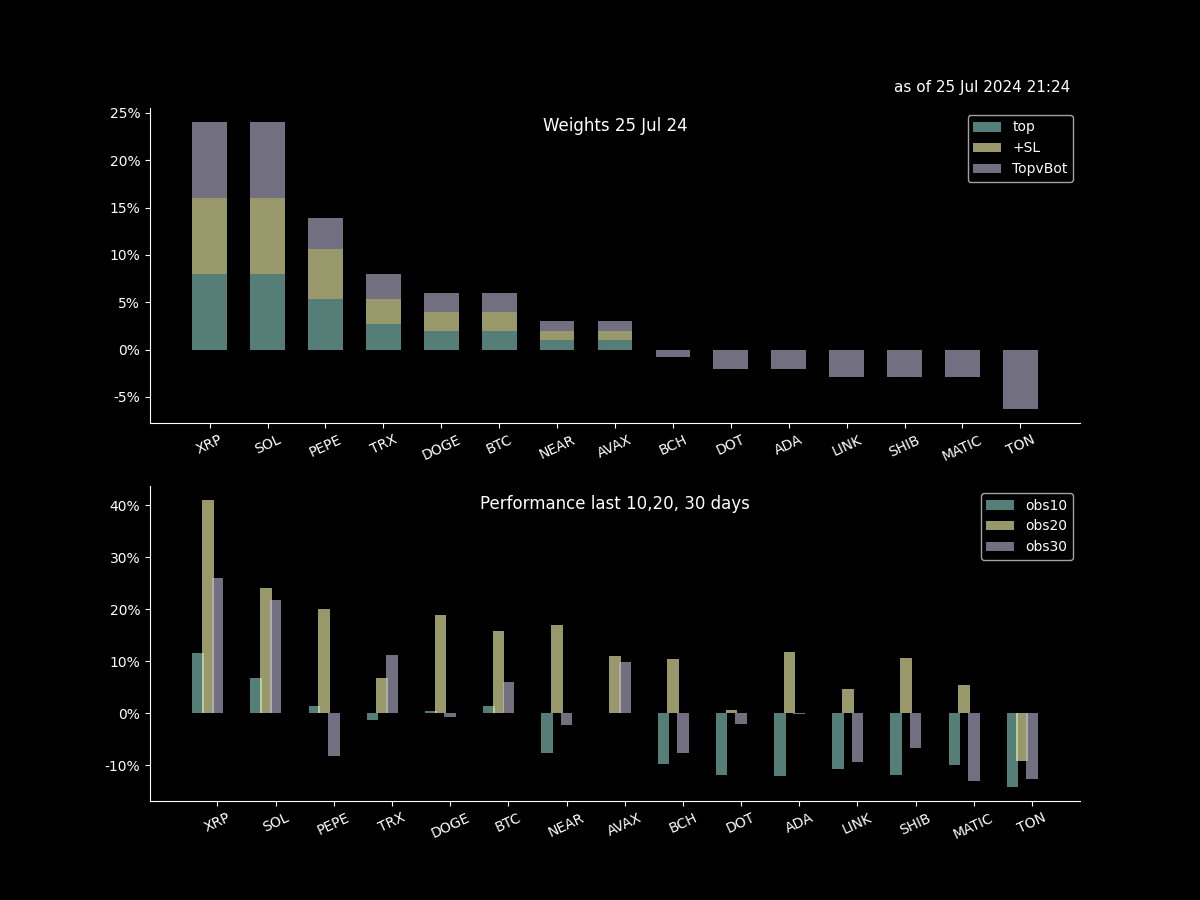 as of 25 Jul 2024 21:24
Weights 25 Jul 24
top
+SL
TopvBot
25%
20%
15%
10%
5%
0%
-5%
XRP SOL PEPE TRX DOGE BTC NEAR AVAX BCH DOT ADA LINK SHIB MATIC TON
Performance last 10,20, 30 days
obs10
obs20
obs30
40%
30%
20%
10%
0%
-10%
XRP SOL PEPE TRX DOGE BTC NEAR AVAX BCH DOT ADA LINK SHIB MATIC TON